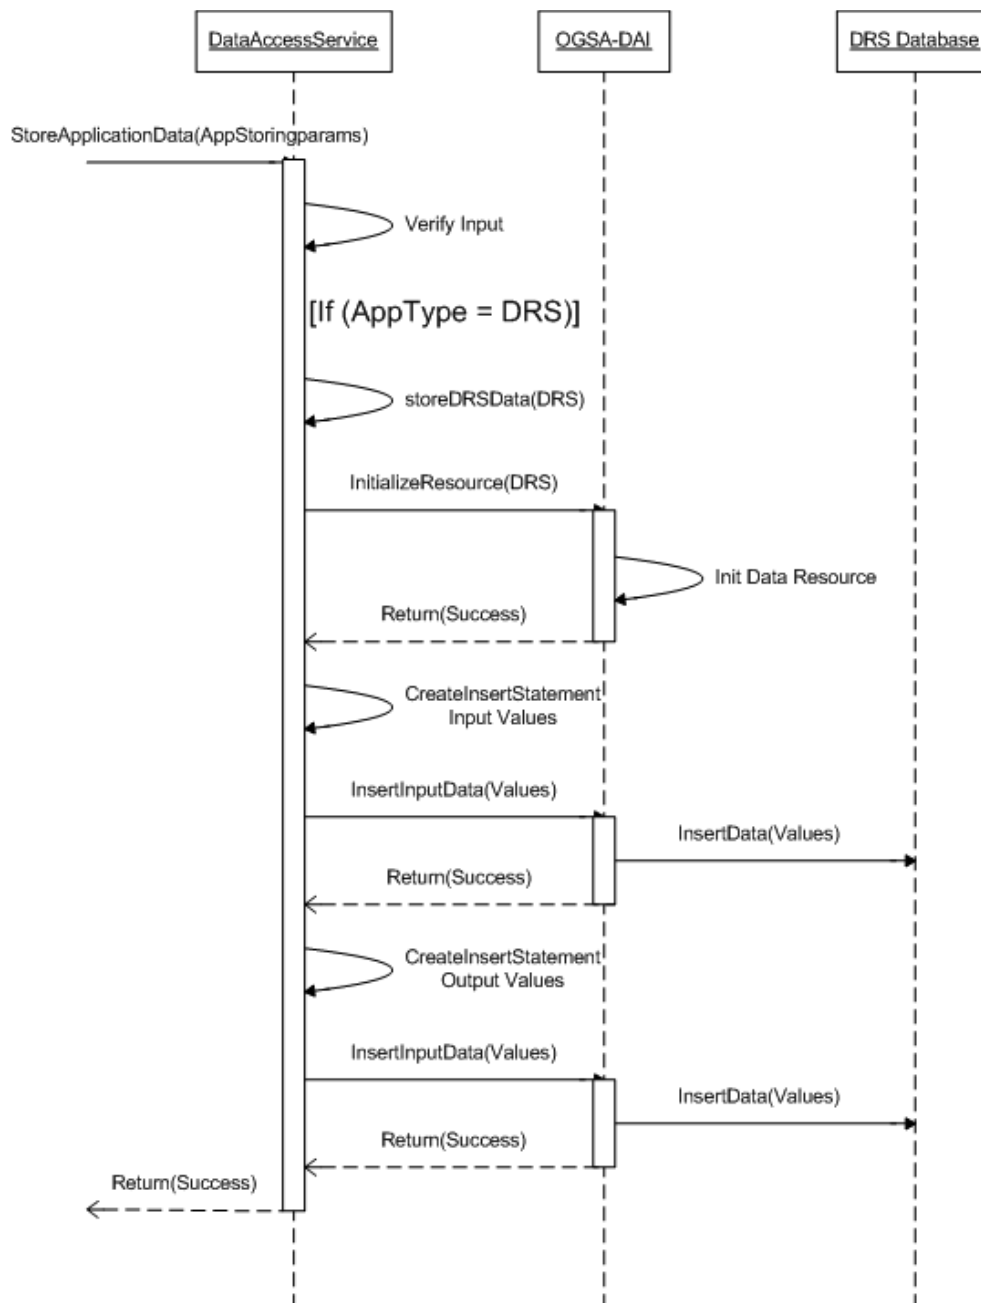 DataAccessService
OGSA-DAI
DRS Database
StoreApplicationData(AppStoringparams)
Verify Input
[If (AppType = DRS)]
storeDRSData(DRS)
InitializeResource(DRS)
Init Data Resource
Return(Success)
CreateInsertStatement
Input Values
InsertInputData(Values)
InsertData(Values)
Return(Success)
CreateInsertStatement
Output Values
InsertInputData(Values)
InsertData(Values)
Return(Success)
Return(Success)